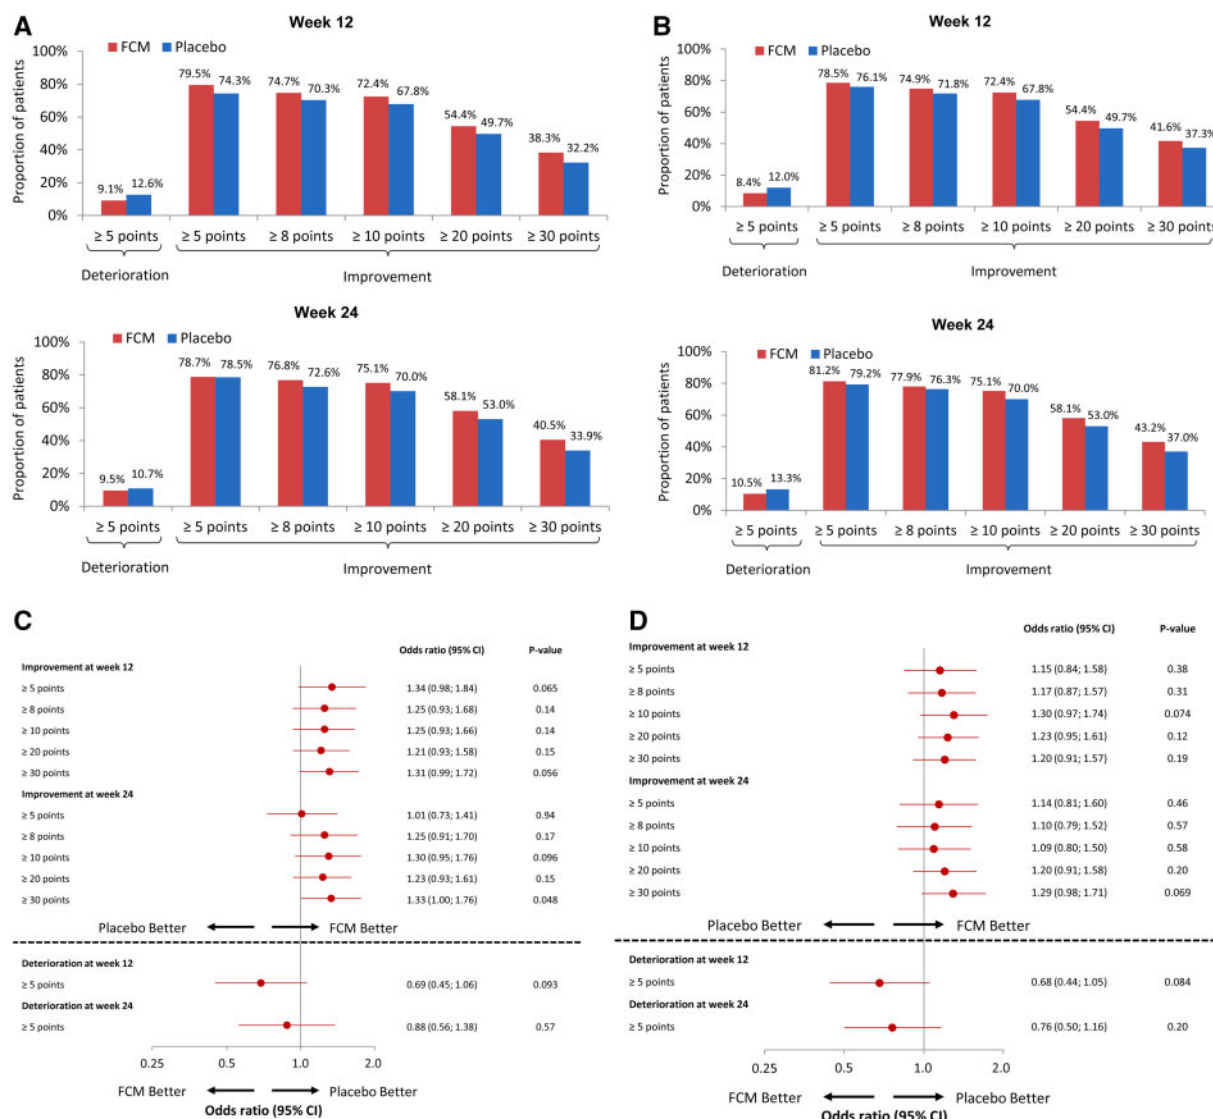 A
Week 12
FCM Placebo
Proportion of patients
100%
80%
60%
40%
20%
0%
9.1% 12.6%
79.5% 74.3%
74.7% 70.3%
72.4% 67.8%
54.4% 49.7%
38.3% 32.2%
≥ 5 points ≥ 5 points ≥ 8 points ≥ 10 points ≥ 20 points ≥ 30 points
Deterioration Improvement
Week 24
FCM Placebo
Proportion of patients
100%
80%
60%
40%
20%
0%
9.5% 10.7%
78.7% 78.5%
76.8% 72.6%
75.1% 70.0%
58.1% 53.0%
40.5% 33.9%
≥ 5 points ≥ 5 points ≥ 8 points ≥ 10 points ≥ 20 points ≥ 30 points
Deterioration Improvement
B
Week 12
FCM Placebo
Proportion of patients
100%
80%
60%
40%
20%
0%
8.4% 12.0%
78.5% 76.1%
74.9% 71.8%
72.4% 67.8%
54.4% 49.7%
41.6% 37.3%
≥ 5 points ≥ 5 points ≥ 8 points ≥ 10 points ≥ 20 points ≥ 30 points
Deterioration Improvement
Week 24
FCM Placebo
Proportion of patients
100%
80%
60%
40%
20%
0%
10.5% 13.3%
81.2% 79.2%
77.9% 76.3%
75.1% 70.0%
58.1% 53.0%
43.2% 37.0%
≥ 5 points ≥ 5 points ≥ 8 points ≥ 10 points ≥ 20 points ≥ 30 points
Deterioration Improvement
C
Odds ratio (95% CI) P-value
Improvement at week 12
≥ 5 points 1.34 (0.98; 1.84) 0.065
≥ 8 points 1.25 (0.93; 1.68) 0.14
≥ 10 points 1.25 (0.93; 1.66) 0.14
≥ 20 points 1.21 (0.93; 1.58) 0.15
≥ 30 points 1.31 (0.99; 1.72) 0.056
Improvement at week 24
≥ 5 points 1.01 (0.73; 1.41) 0.94
≥ 8 points 1.25 (0.91; 1.70) 0.17
≥ 10 points 1.30 (0.95; 1.76) 0.096
≥ 20 points 1.23 (0.93; 1.61) 0.15
≥ 30 points 1.33 (1.00; 1.76) 0.048
Placebo Better FCM Better
Deterioration at week 12
≥ 5 points 0.69 (0.45; 1.06) 0.093
Deterioration at week 24
≥ 5 points 0.88 (0.56; 1.38) 0.57
0.25 0.5 1.0 2.0
FCM Better Placebo Better
Odds ratio (95% CI)
D
Odds ratio (95% CI) P-value
Improvement at week 12
≥ 5 points 1.15 (0.84; 1.58) 0.38
≥ 8 points 1.17 (0.87; 1.57) 0.31
≥ 10 points 1.30 (0.97; 1.74) 0.074
≥ 20 points 1.23 (0.95; 1.61) 0.12
≥ 30 points 1.20 (0.91; 1.57) 0.19
Improvement at week 24
≥ 5 points 1.14 (0.81; 1.60) 0.46
≥ 8 points 1.10 (0.79; 1.52) 0.57
≥ 10 points 1.09 (0.80; 1.50) 0.58
≥ 20 points 1.20 (0.91; 1.58) 0.20
≥ 30 points 1.29 (0.98; 1.71) 0.069
Placebo Better FCM Better
Deterioration at week 12
≥ 5 points 0.68 (0.44; 1.05) 0.084
Deterioration at week 24
≥ 5 points 0.76 (0.50; 1.16) 0.20
0.25 0.5 1.0 2.0
FCM Better Placebo Better
Odds ratio (95% CI)